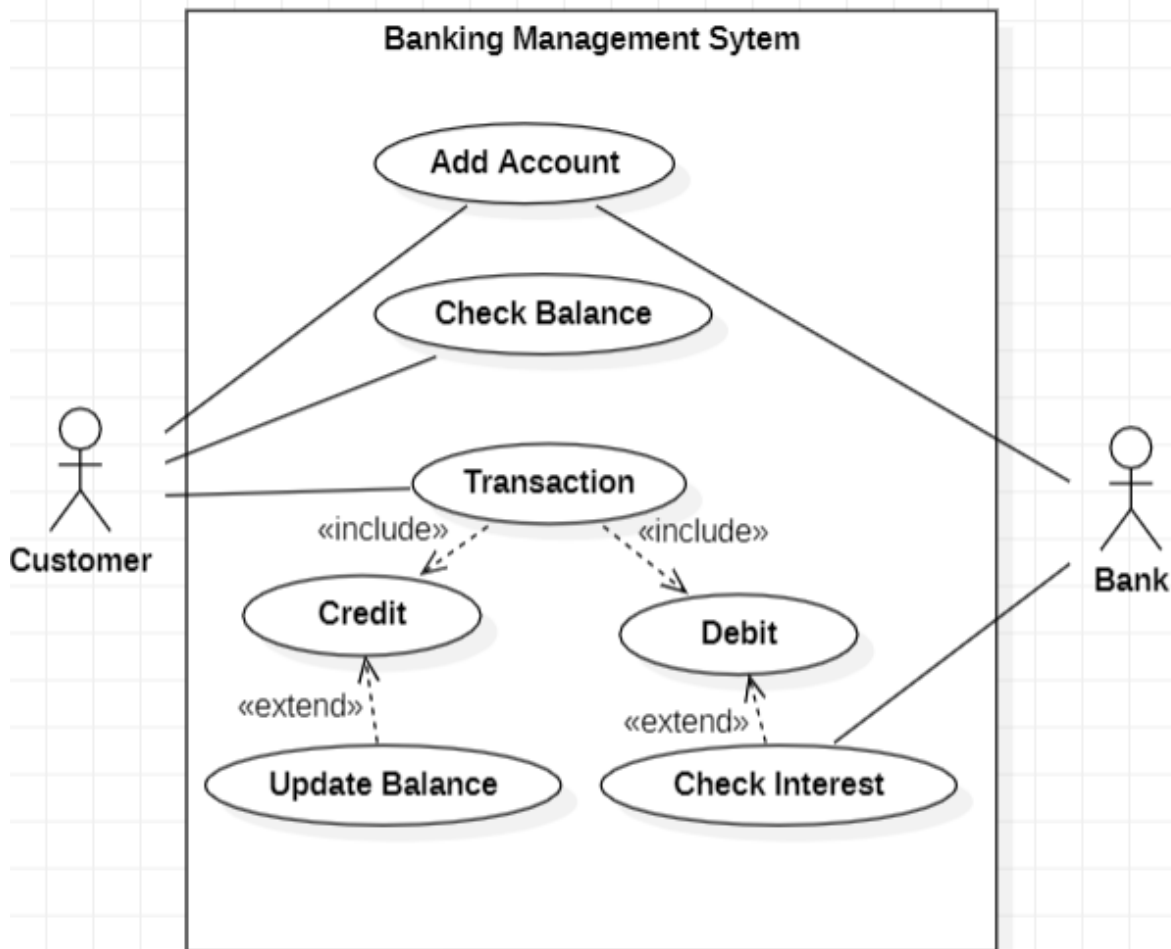 Banking Management Sytem
Add Account
Check Balance
Transaction
«include»
«include»
Customer
Bank
Credit
Debit
«extend»
«extend»
Update Balance
Check Interest